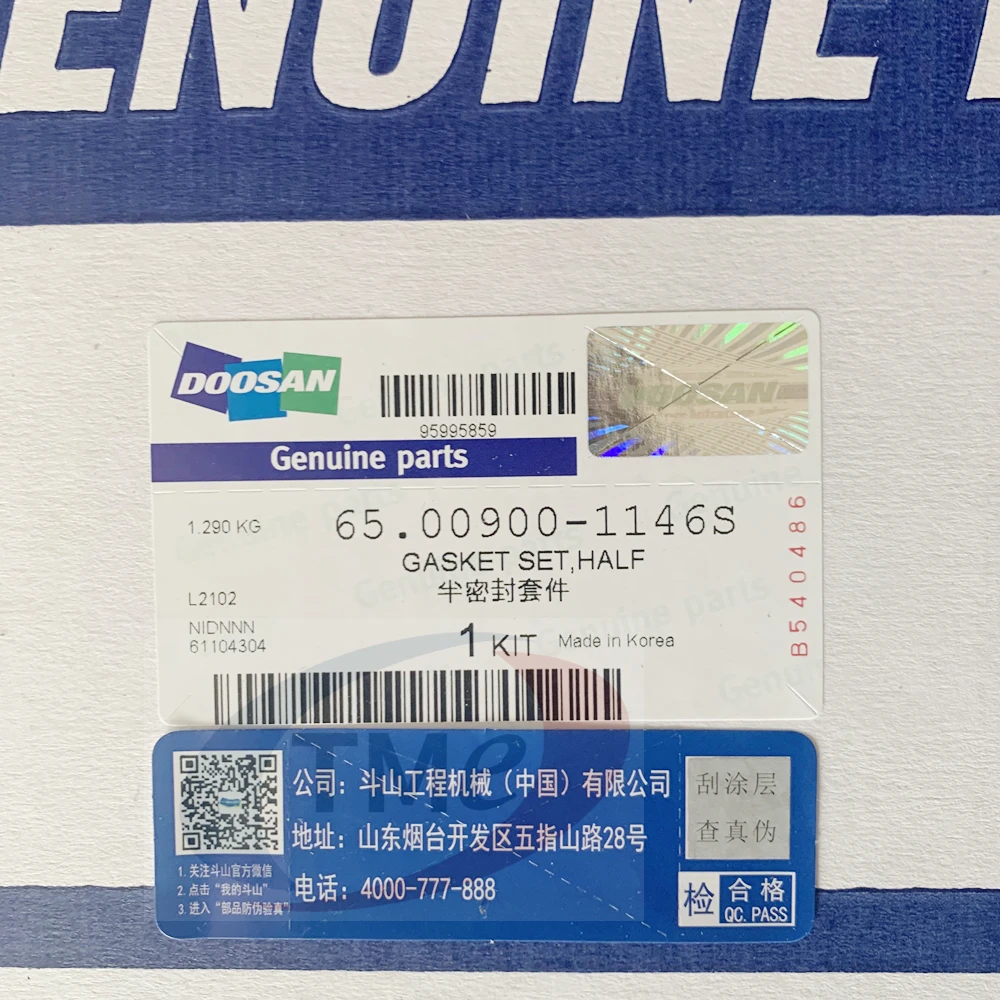 GENUINE
DOOSAN
95995859
Genuine parts
DOOSAN
1.290 KG
65.00900-1146S
GASKET SET,HALF
半密封套件
L2102
NIDNNN
61104304
1 KIT Made in Korea
B540486
TMe
公司：斗山工程机械（中国）有限公司
地址：山东烟台开发区五指山路28号
电话：4000-777-888
1. 关注斗山官方微信
2. 点击“我的斗山”
3. 进入“部品防伪验真”
刮涂层
查真伪
检 合格
QC. PASS